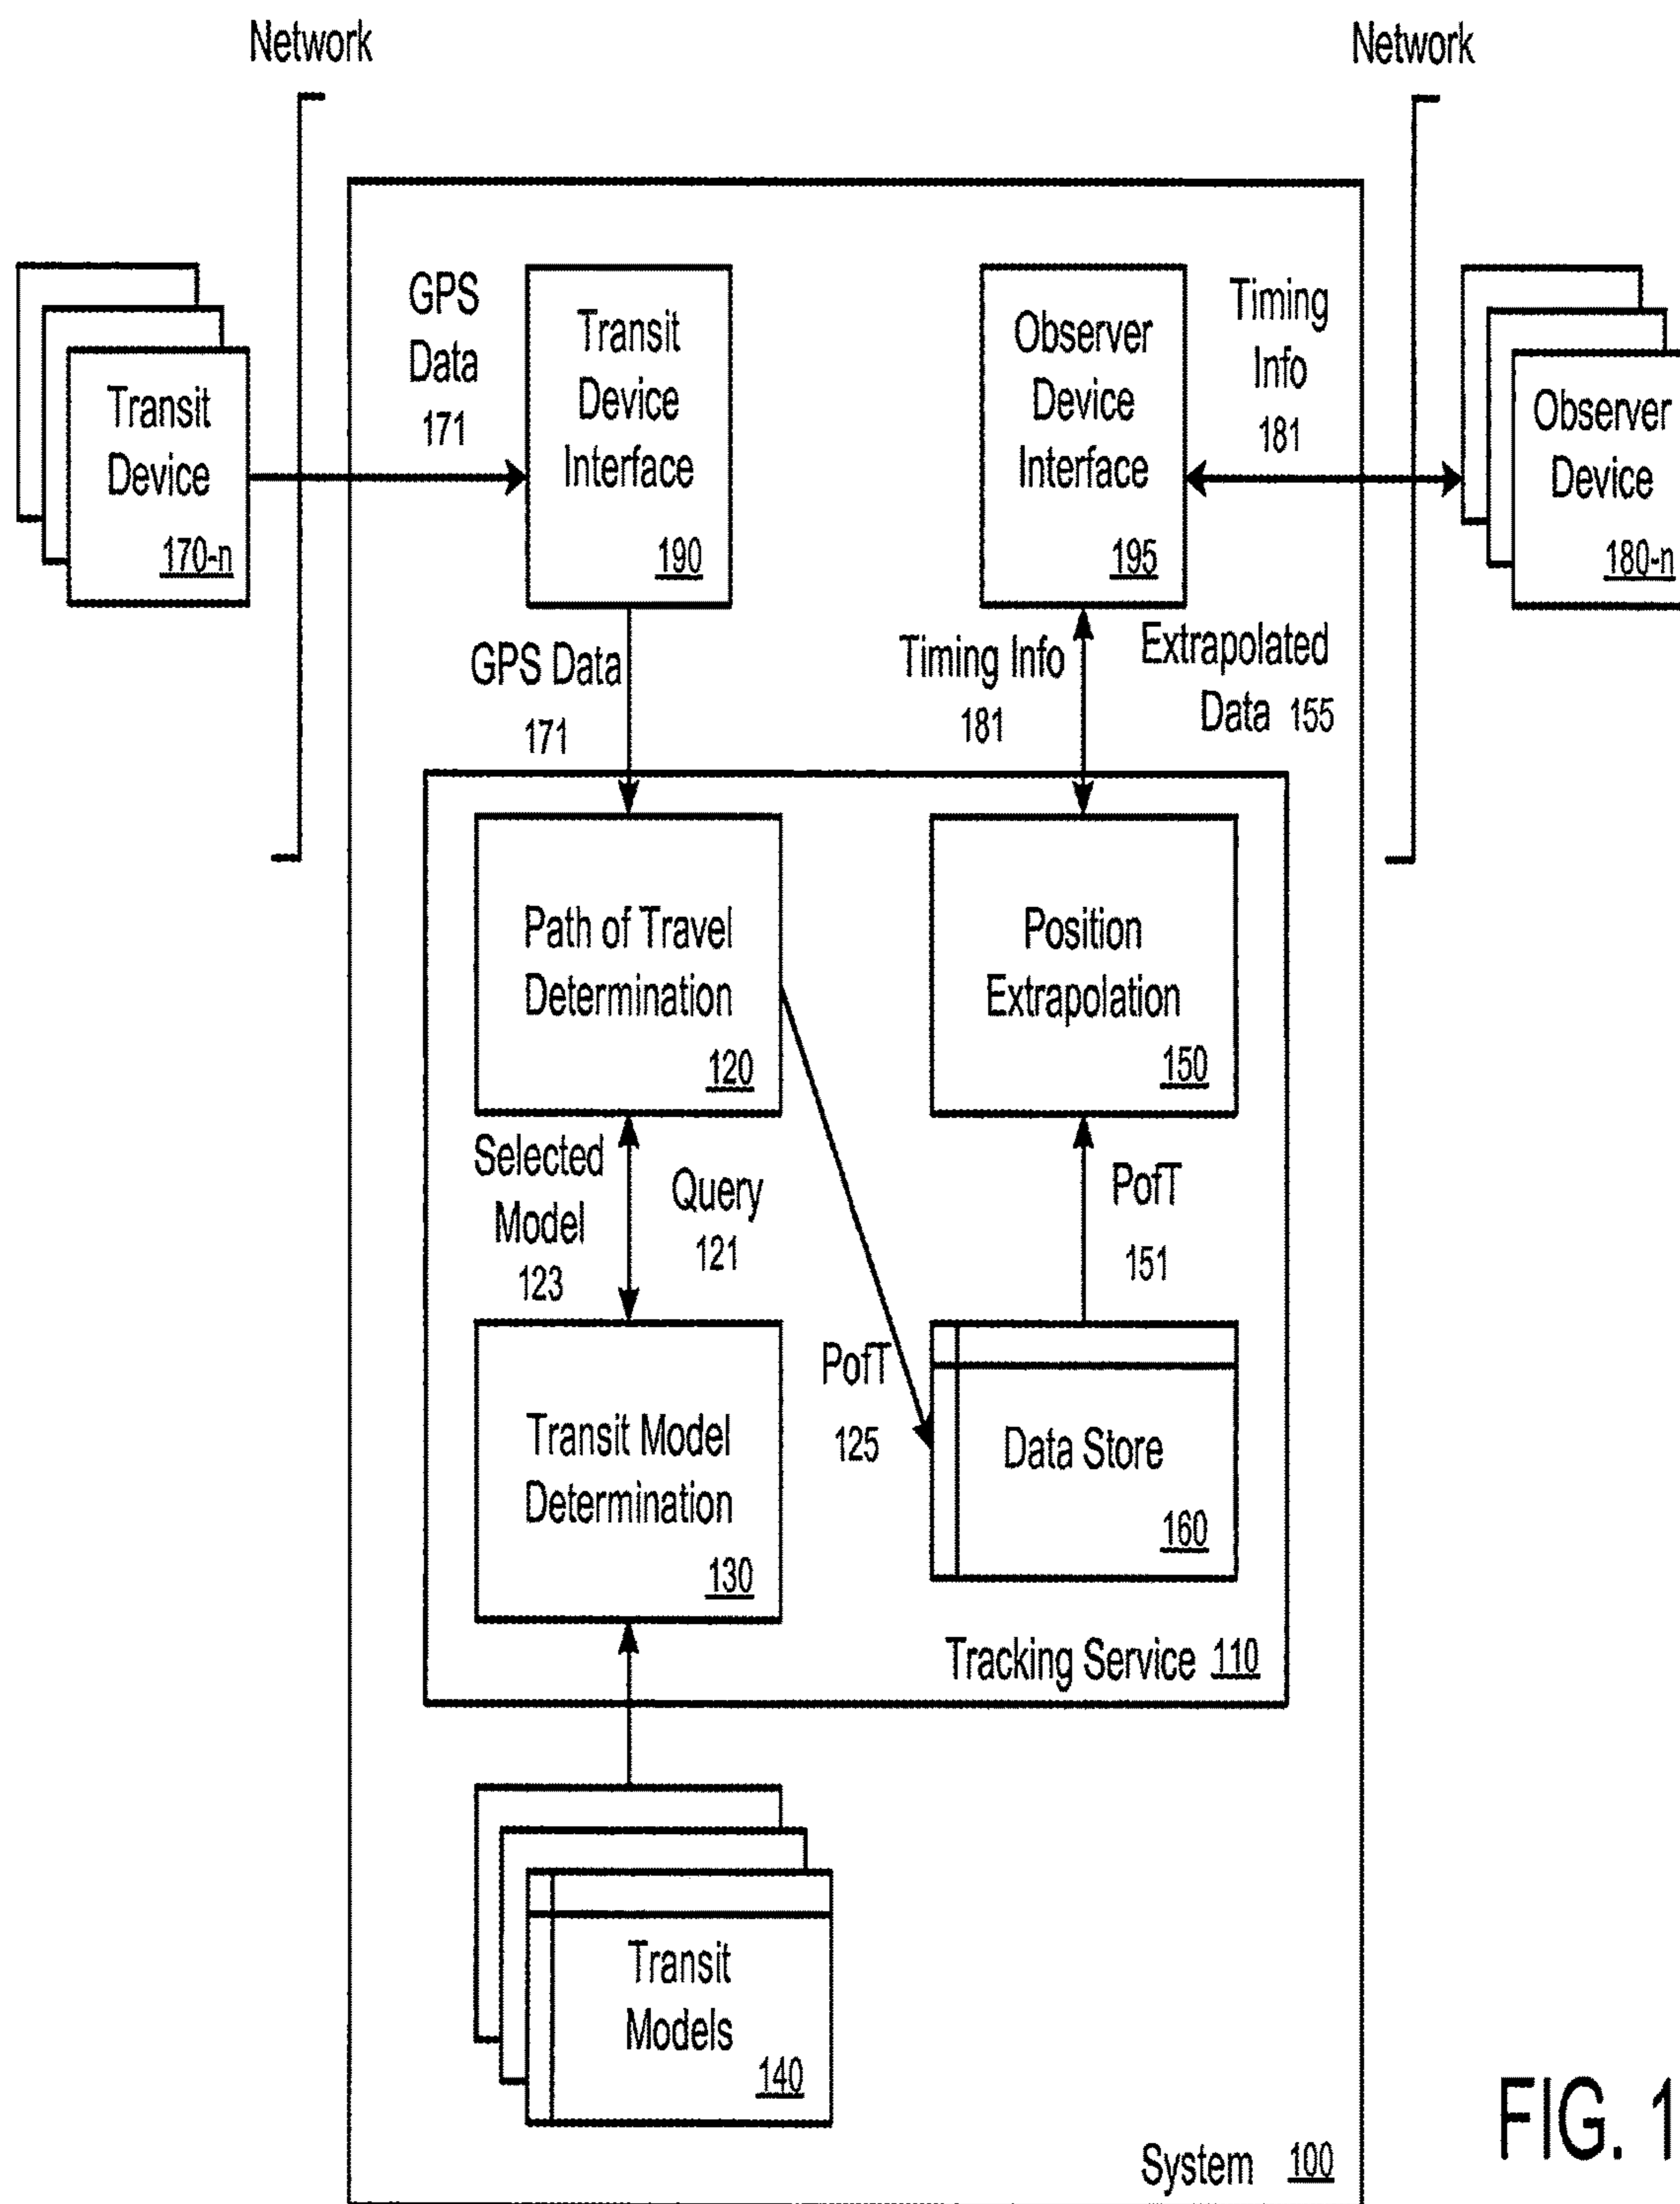 Network
Network
GPS
Data
171
Transit
Device
Interface
190
Observer
Device
Interface
195
Timing
Info
181
Transit
Device
170-n
Observer
Device
180-n
GPS Data
171
Timing Info
181
Extrapolated
Data 155
Path of Travel
Determination
120
Position
Extrapolation
150
Selected
Model
123
Query
121
PofT
151
PofT
125
Transit Model
Determination
130
Data Store
160
Tracking Service 110
Transit
Models
140
System 100
FIG. 1